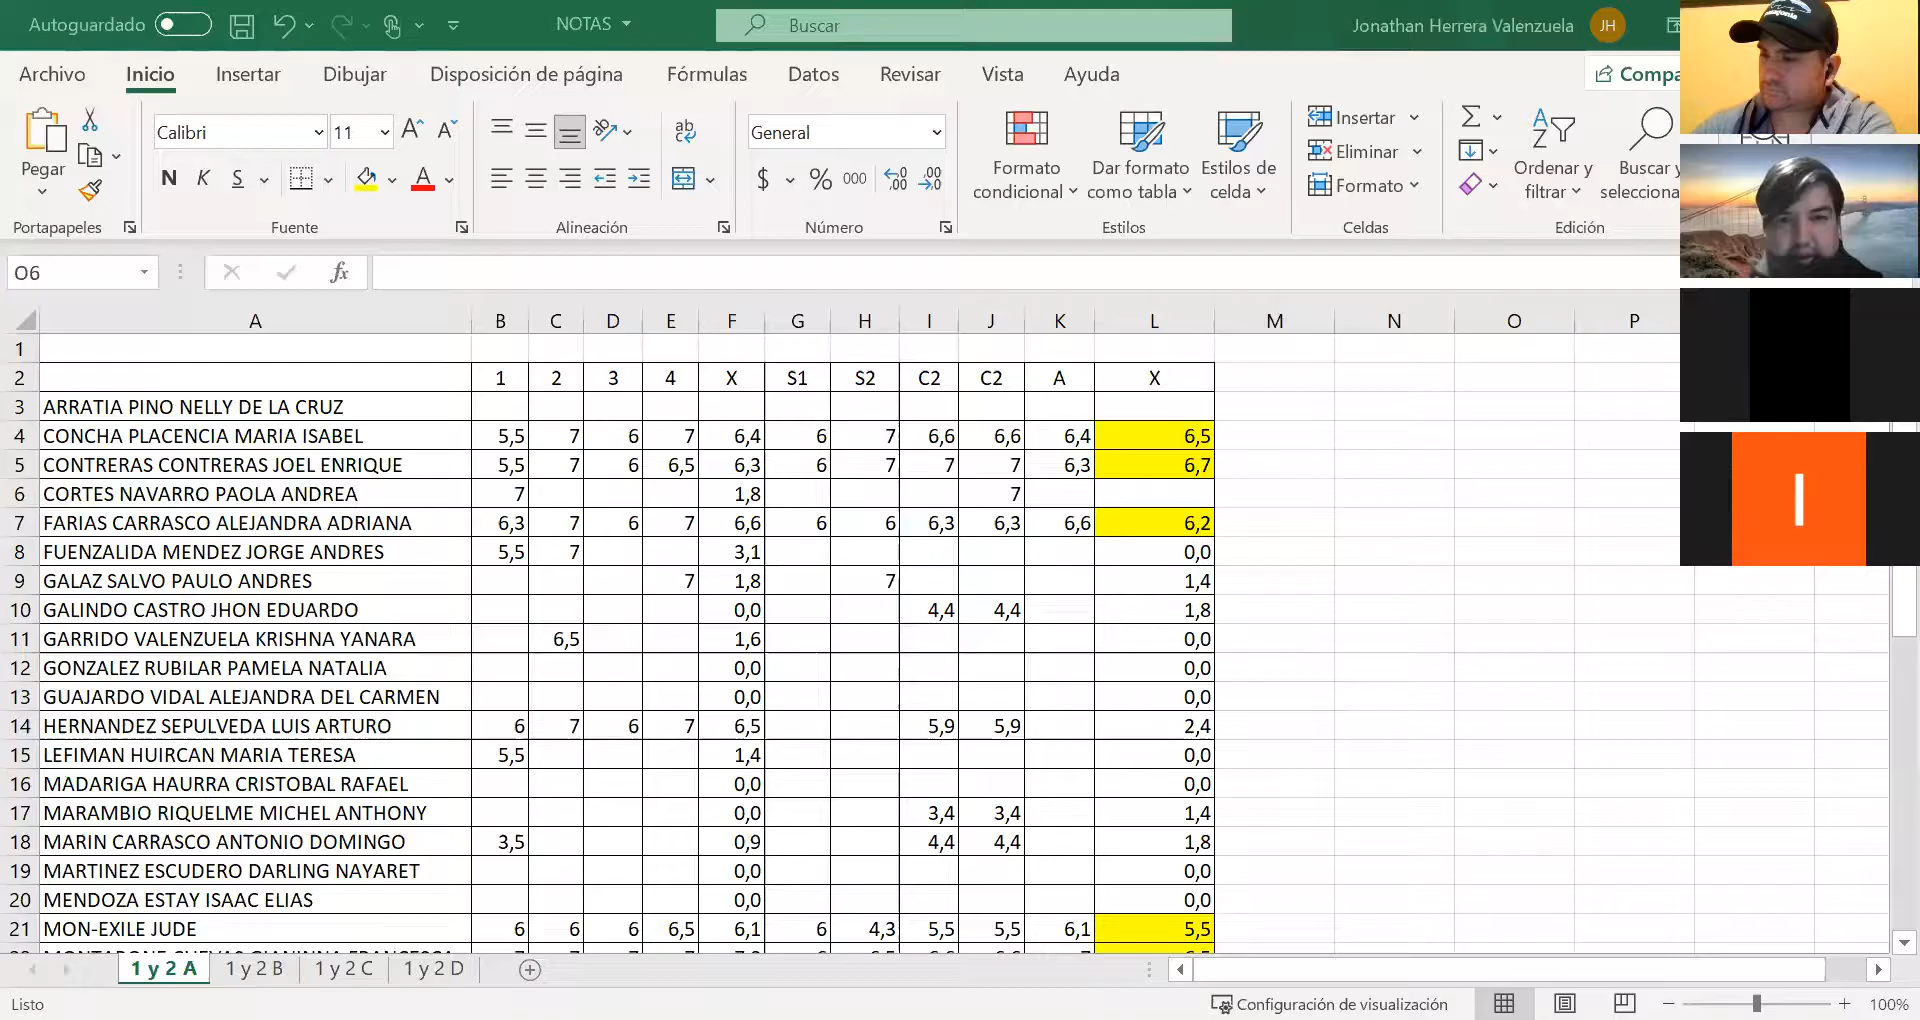 Autoguardado NOTAS Buscar Jonathan Herrera Valenzuela JH
Archivo Inicio Insertar Dibujar Disposición de página Fórmulas Datos Revisar Vista Ayuda Compa
Pegar
Portapapeles
Calibri 11
N K S
Fuente
ab
Alineación
General
$ % 000
Número
Formato condicional
Dar formato como tabla
Estilos de celda
Estilos
Insertar
Eliminar
Formato
Celdas
Ordenar y filtrar
Buscar y selecciona
Edición
O6 fx
A B C D E F G H I J K L M N O P
1
2 1 2 3 4 X S1 S2 C2 C2 A X
3 ARRATIA PINO NELLY DE LA CRUZ
4 CONCHA PLACENCIA MARIA ISABEL 5,5 7 6 7 6,4 6 7 6,6 6,6 6,4 6,5
5 CONTRERAS CONTRERAS JOEL ENRIQUE 5,5 7 6 6,5 6,3 6 7 7 7 6,3 6,7
6 CORTES NAVARRO PAOLA ANDREA 7 1,8 7
7 FARIAS CARRASCO ALEJANDRA ADRIANA 6,3 7 6 7 6,6 6 6 6,3 6,3 6,6 6,2
8 FUENZALIDA MENDEZ JORGE ANDRES 5,5 7 3,1 0,0
9 GALAZ SALVO PAULO ANDRES 7 1,8 7 1,4
10 GALINDO CASTRO JHON EDUARDO 0,0 4,4 4,4 1,8
11 GARRIDO VALENZUELA KRISHNA YANARA 6,5 1,6 0,0
12 GONZALEZ RUBILAR PAMELA NATALIA 0,0 0,0
13 GUAJARDO VIDAL ALEJANDRA DEL CARMEN 0,0 0,0
14 HERNANDEZ SEPULVEDA LUIS ARTURO 6 7 6 7 6,5 5,9 5,9 2,4
15 LEFIMAN HUIRCAN MARIA TERESA 5,5 1,4 0,0
16 MADARIGA HAURRA CRISTOBAL RAFAEL 0,0 0,0
17 MARAMBIO RIQUELME MICHEL ANTHONY 0,0 3,4 3,4 1,4
18 MARIN CARRASCO ANTONIO DOMINGO 3,5 0,9 4,4 4,4 1,8
19 MARTINEZ ESCUDERO DARLING NAYARET 0,0 0,0
20 MENDOZA ESTAY ISAAC ELIAS 0,0 0,0
21 MON-EXILE JUDE 6 6 6 6,5 6,1 6 4,3 5,5 5,5 6,1 5,5
1 y 2 A 1 y 2 B 1 y 2 C 1 y 2 D
Listo Configuración de visualización 100%
I